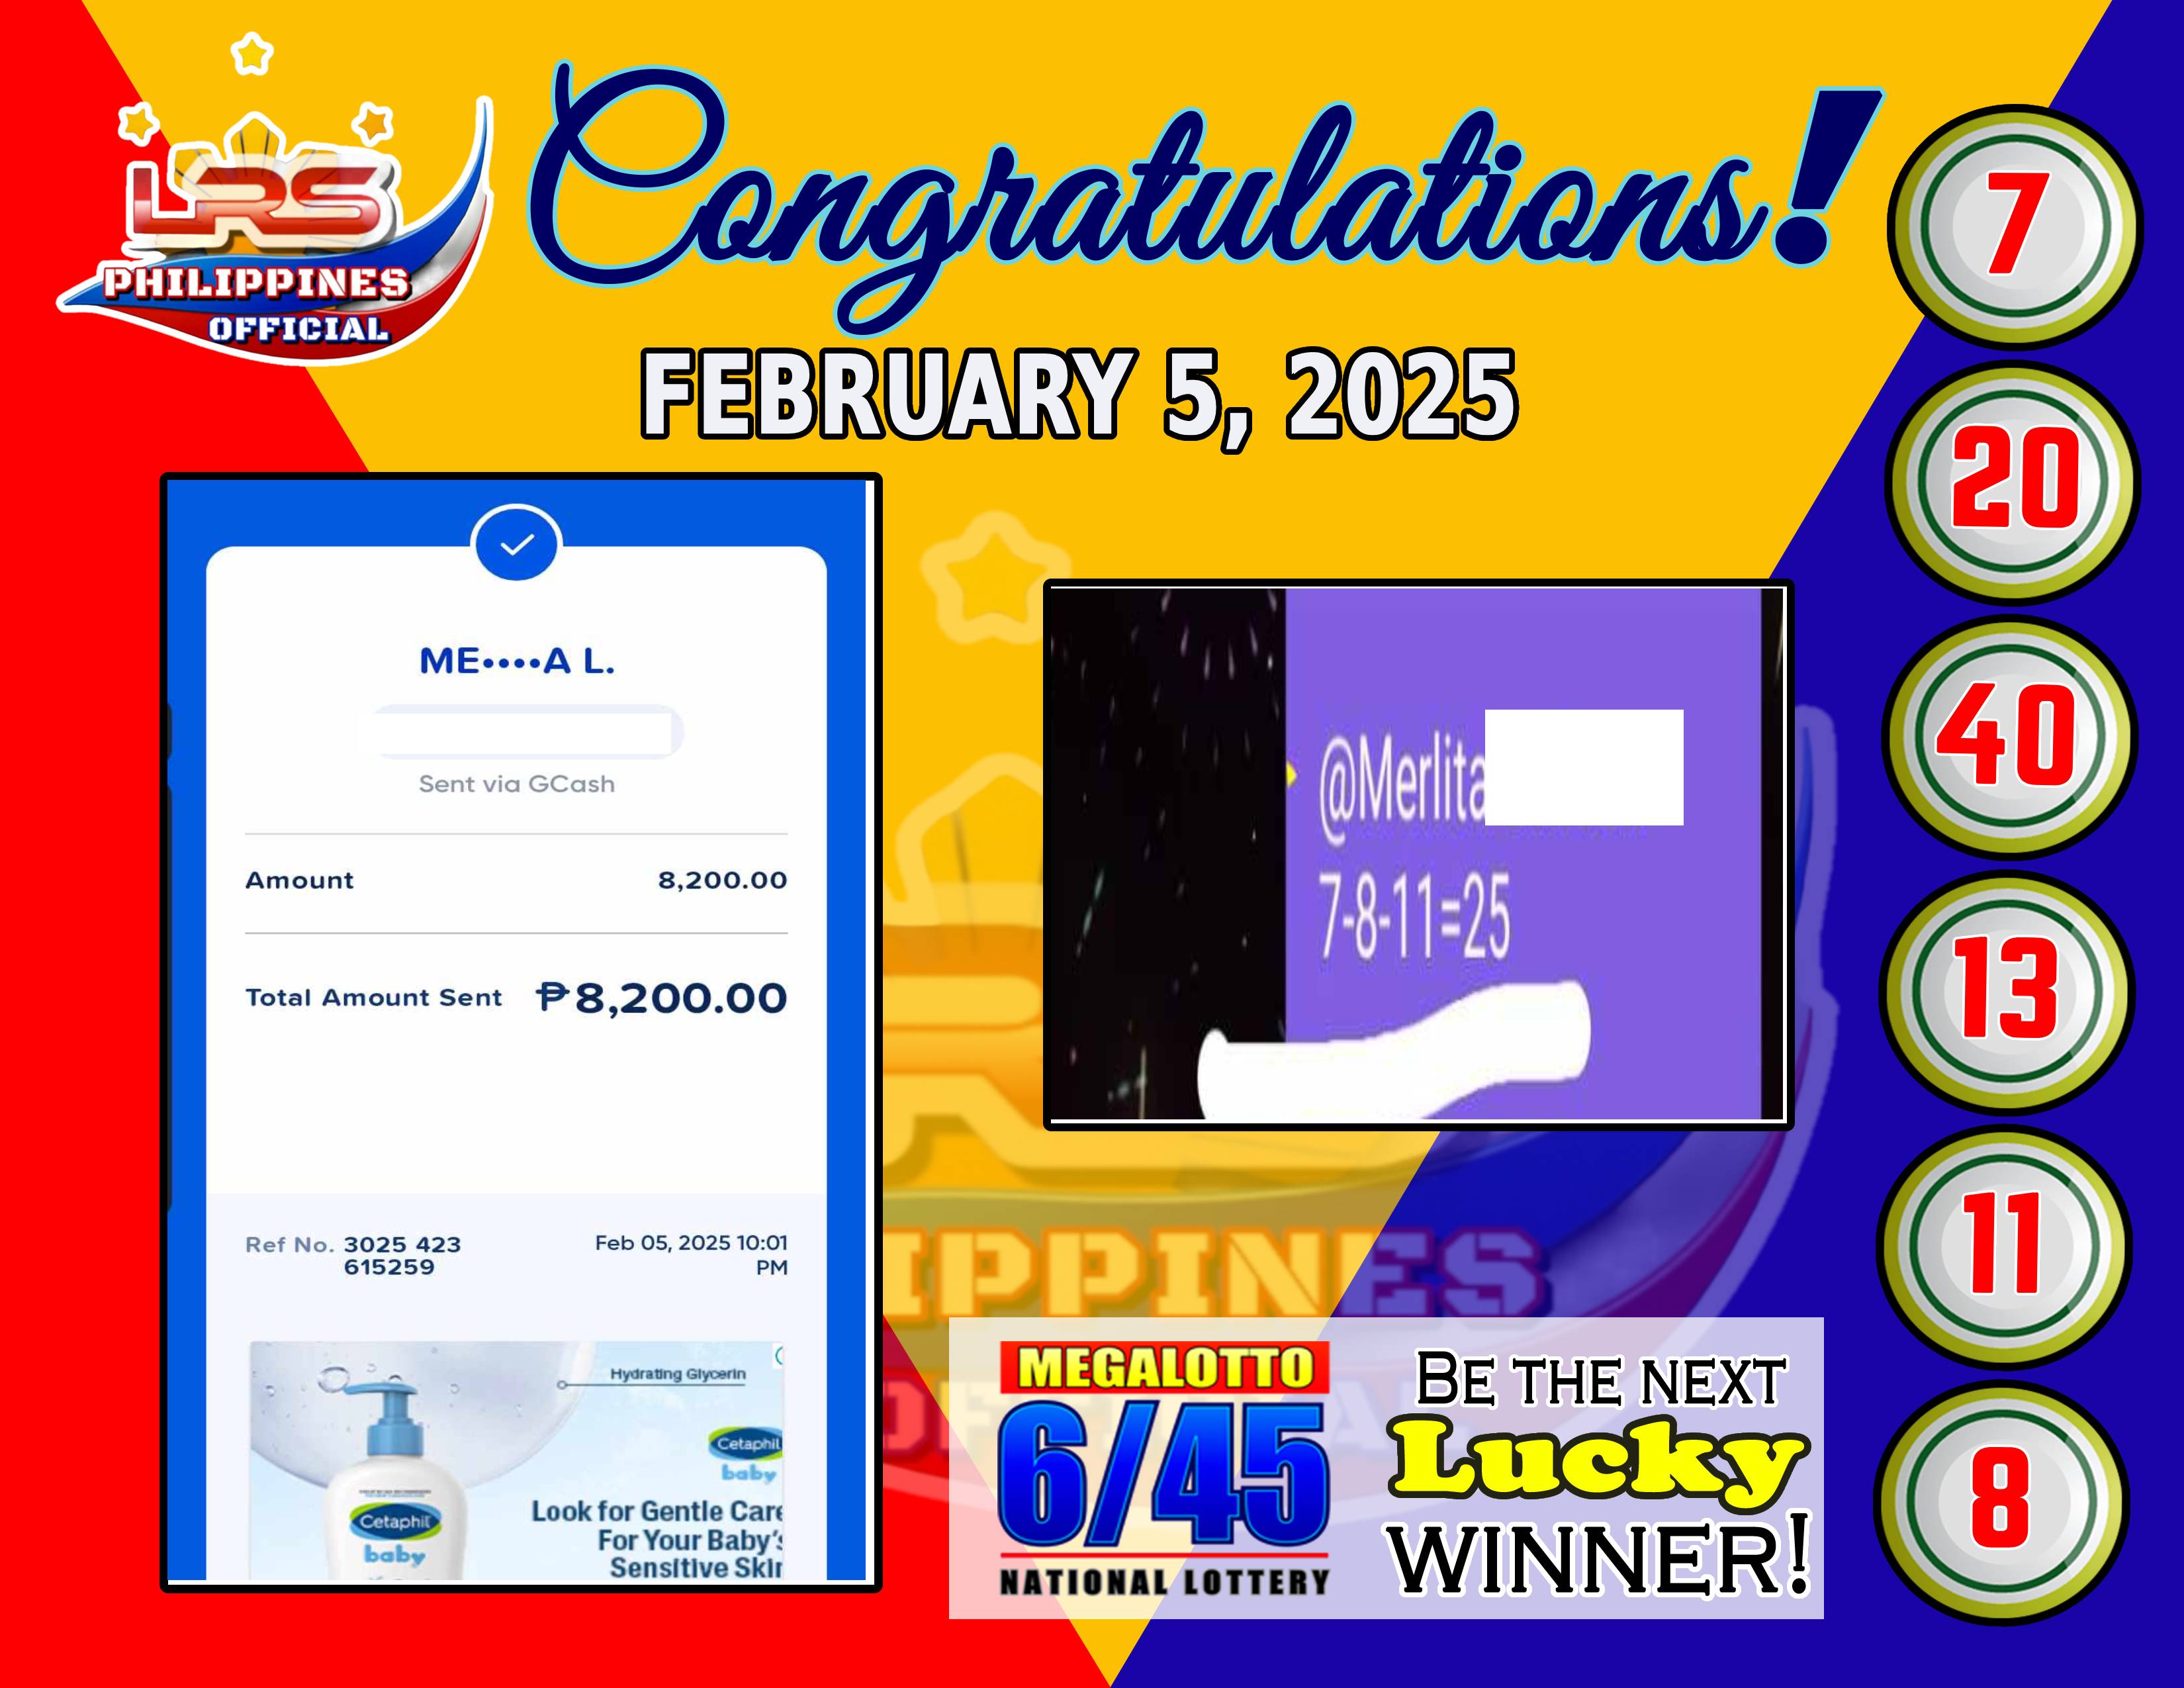 LRS
PHILIPPINES
OFFICIAL
Congratulations!
FEBRUARY 5, 2025
ME••••A L.
Sent via GCash
Amount 8,200.00
Total Amount Sent ₱8,200.00
Ref No. 3025 423
615259
Feb 05, 2025 10:01
PM
Hydrating Glycerin
Cetaphil
baby
Look for Gentle Care
For Your Baby's
Sensitive Skin
Cetaphil
baby
@Merlita
7-8-11=25
IPPINES
MEGALOTTO
6/45
NATIONAL LOTTERY
BE THE NEXT
Lucky
WINNER!
7
20
40
13
11
8